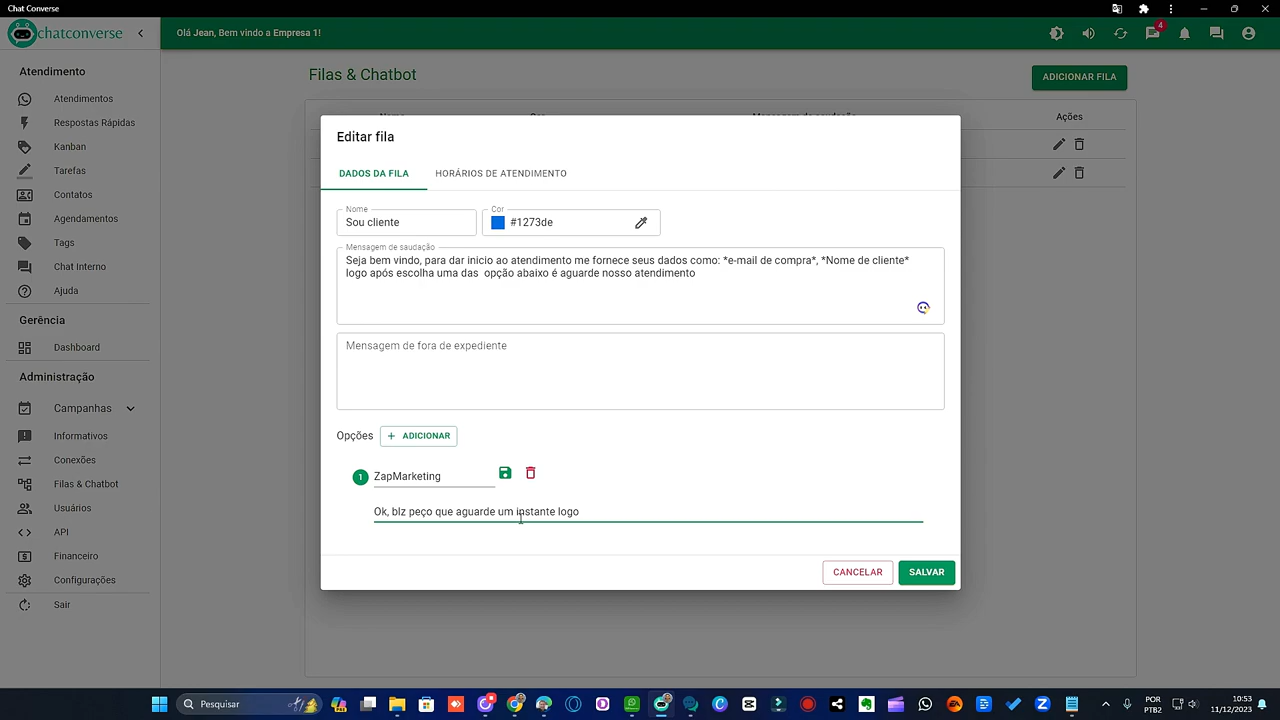 Chat Converse
chatconverse
Olá Jean, Bem vindo a Empresa 1!
4
Atendimento
Atendimentos
Respostas Rápidas
Kanban
Tarefas
Contatos
Agendamentos
Tags
Chat Interno
Ajuda
Gerência
Dashboard
Administração
Campanhas
Informativos
Conexões
Filas & Chatbot
Usuários
API
Financeiro
Configurações
Sair
Filas & Chatbot
ADICIONAR FILA
Ações
Editar fila
DADOS DA FILA
HORÁRIOS DE ATENDIMENTO
Nome
Sou cliente
Cor
#1273de
Mensagem de saudação
Seja bem vindo, para dar inicio ao atendimento me fornece seus dados como: *e-mail de compra*, *Nome de cliente*
logo após escolha uma das  opção abaixo é aguarde nosso atendimento
Mensagem de fora de expediente
Opções
ADICIONAR
1
ZapMarketing
Ok, blz peço que aguarde um instante logo
CANCELAR
SALVAR
Pesquisar
POR
PTB2
10:53
11/12/2023